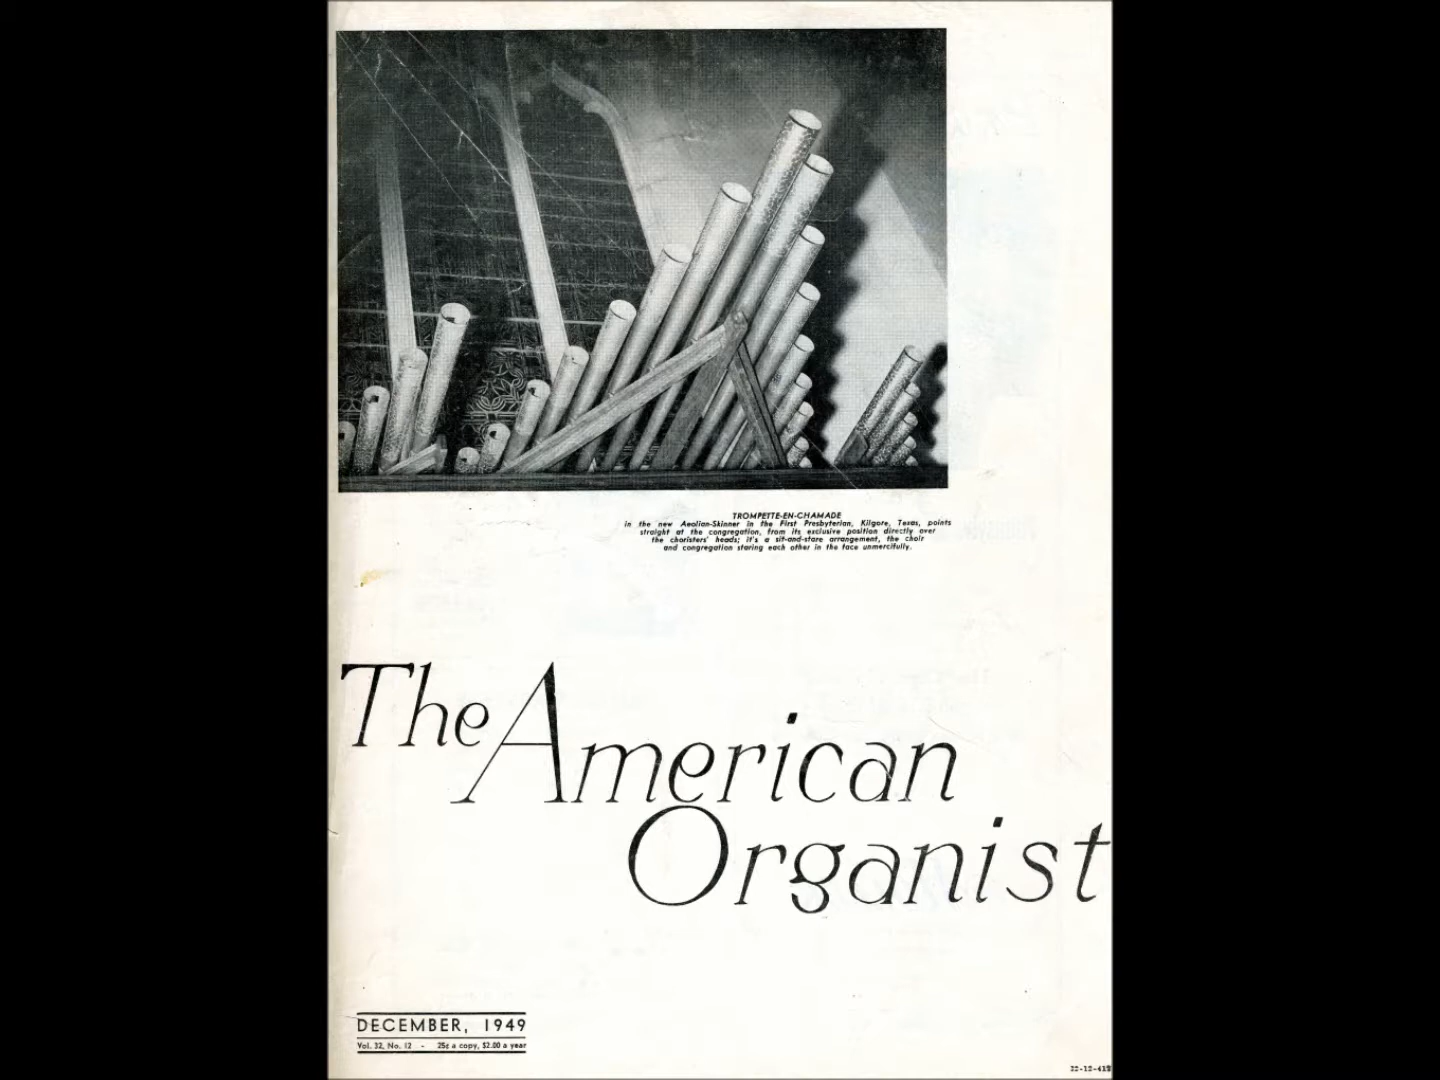 TROMPETTE-EN-CHAMADE
in the new Aeolian-Skinner in the First Presbyterian, Kilgore, Texas, points
straight at the congregation, from its exclusive position directly over
the choristers' heads; it's a sit-and-stare arrangement, the choir
and congregation staring each other in the face unmercifully.
The American
Organist
DECEMBER, 1949
Vol. 32, No. 12 - 25¢ a copy, $2.00 a year